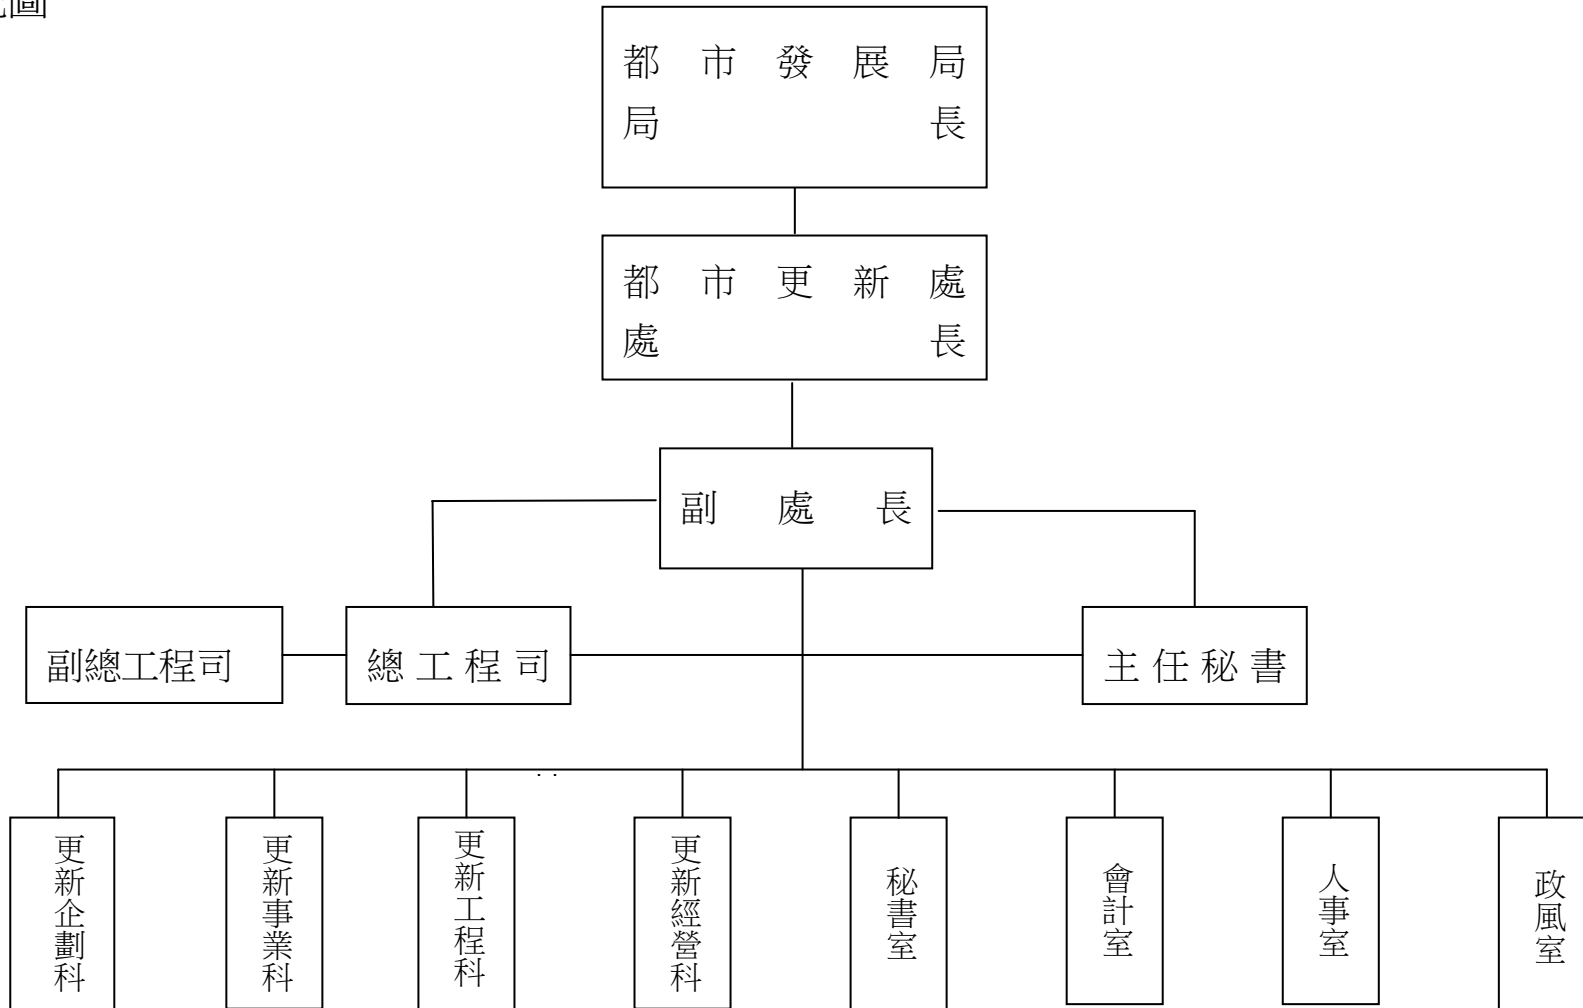 圖
都市發展局
局長
都市更新處
處長
副處長
副總工程司
總工程司
主任秘書
更新企劃科
更新事業科
更新工程科
更新經營科
秘書室
會計室
人事室
政風室